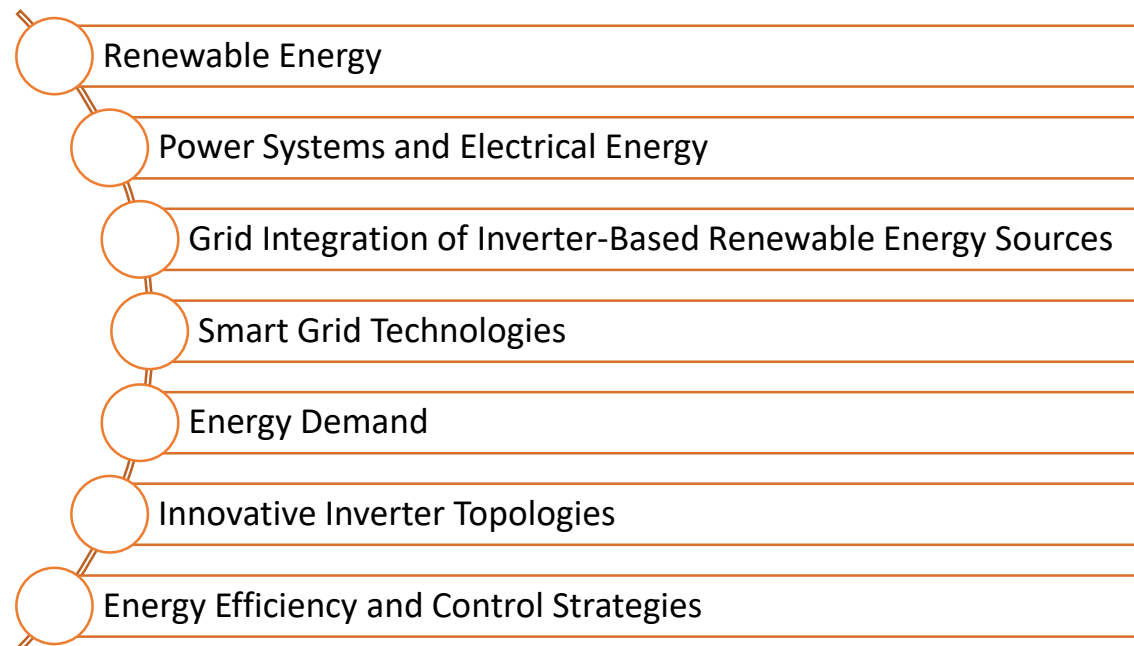 Renewable Energy
Power Systems and Electrical Energy
Grid Integration of Inverter-Based Renewable Energy Sources
Smart Grid Technologies
Energy Demand
Innovative Inverter Topologies
Energy Efficiency and Control Strategies